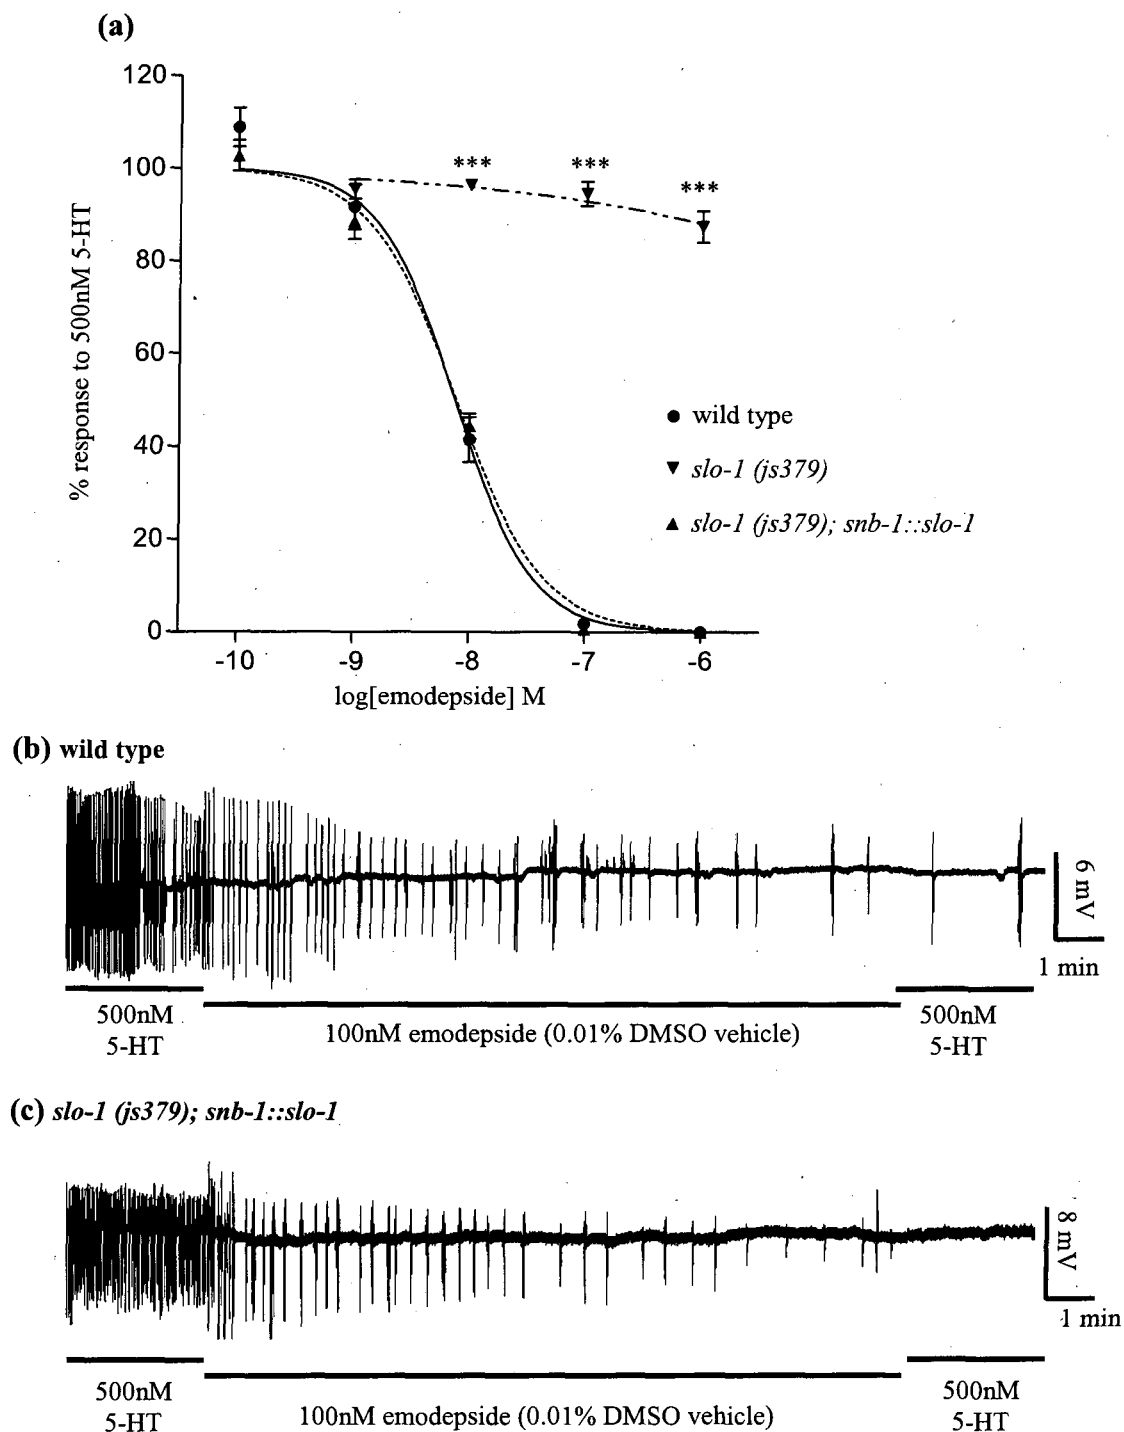 (a)
120
100
80
60
40
20
0
% response to 500nM 5-HT
***
***
***
wild type
slo-1 (js379)
slo-1 (js379); snb-1::slo-1
-10
-9
-8
-7
-6
log[emodepside] M
(b) wild type
6 mV
1 min
500nM
5-HT
100nM emodepside (0.01% DMSO vehicle)
500nM
5-HT
(c) slo-1 (js379); snb-1::slo-1
8 mV
1 min
500nM
5-HT
100nM emodepside (0.01% DMSO vehicle)
500nM
5-HT